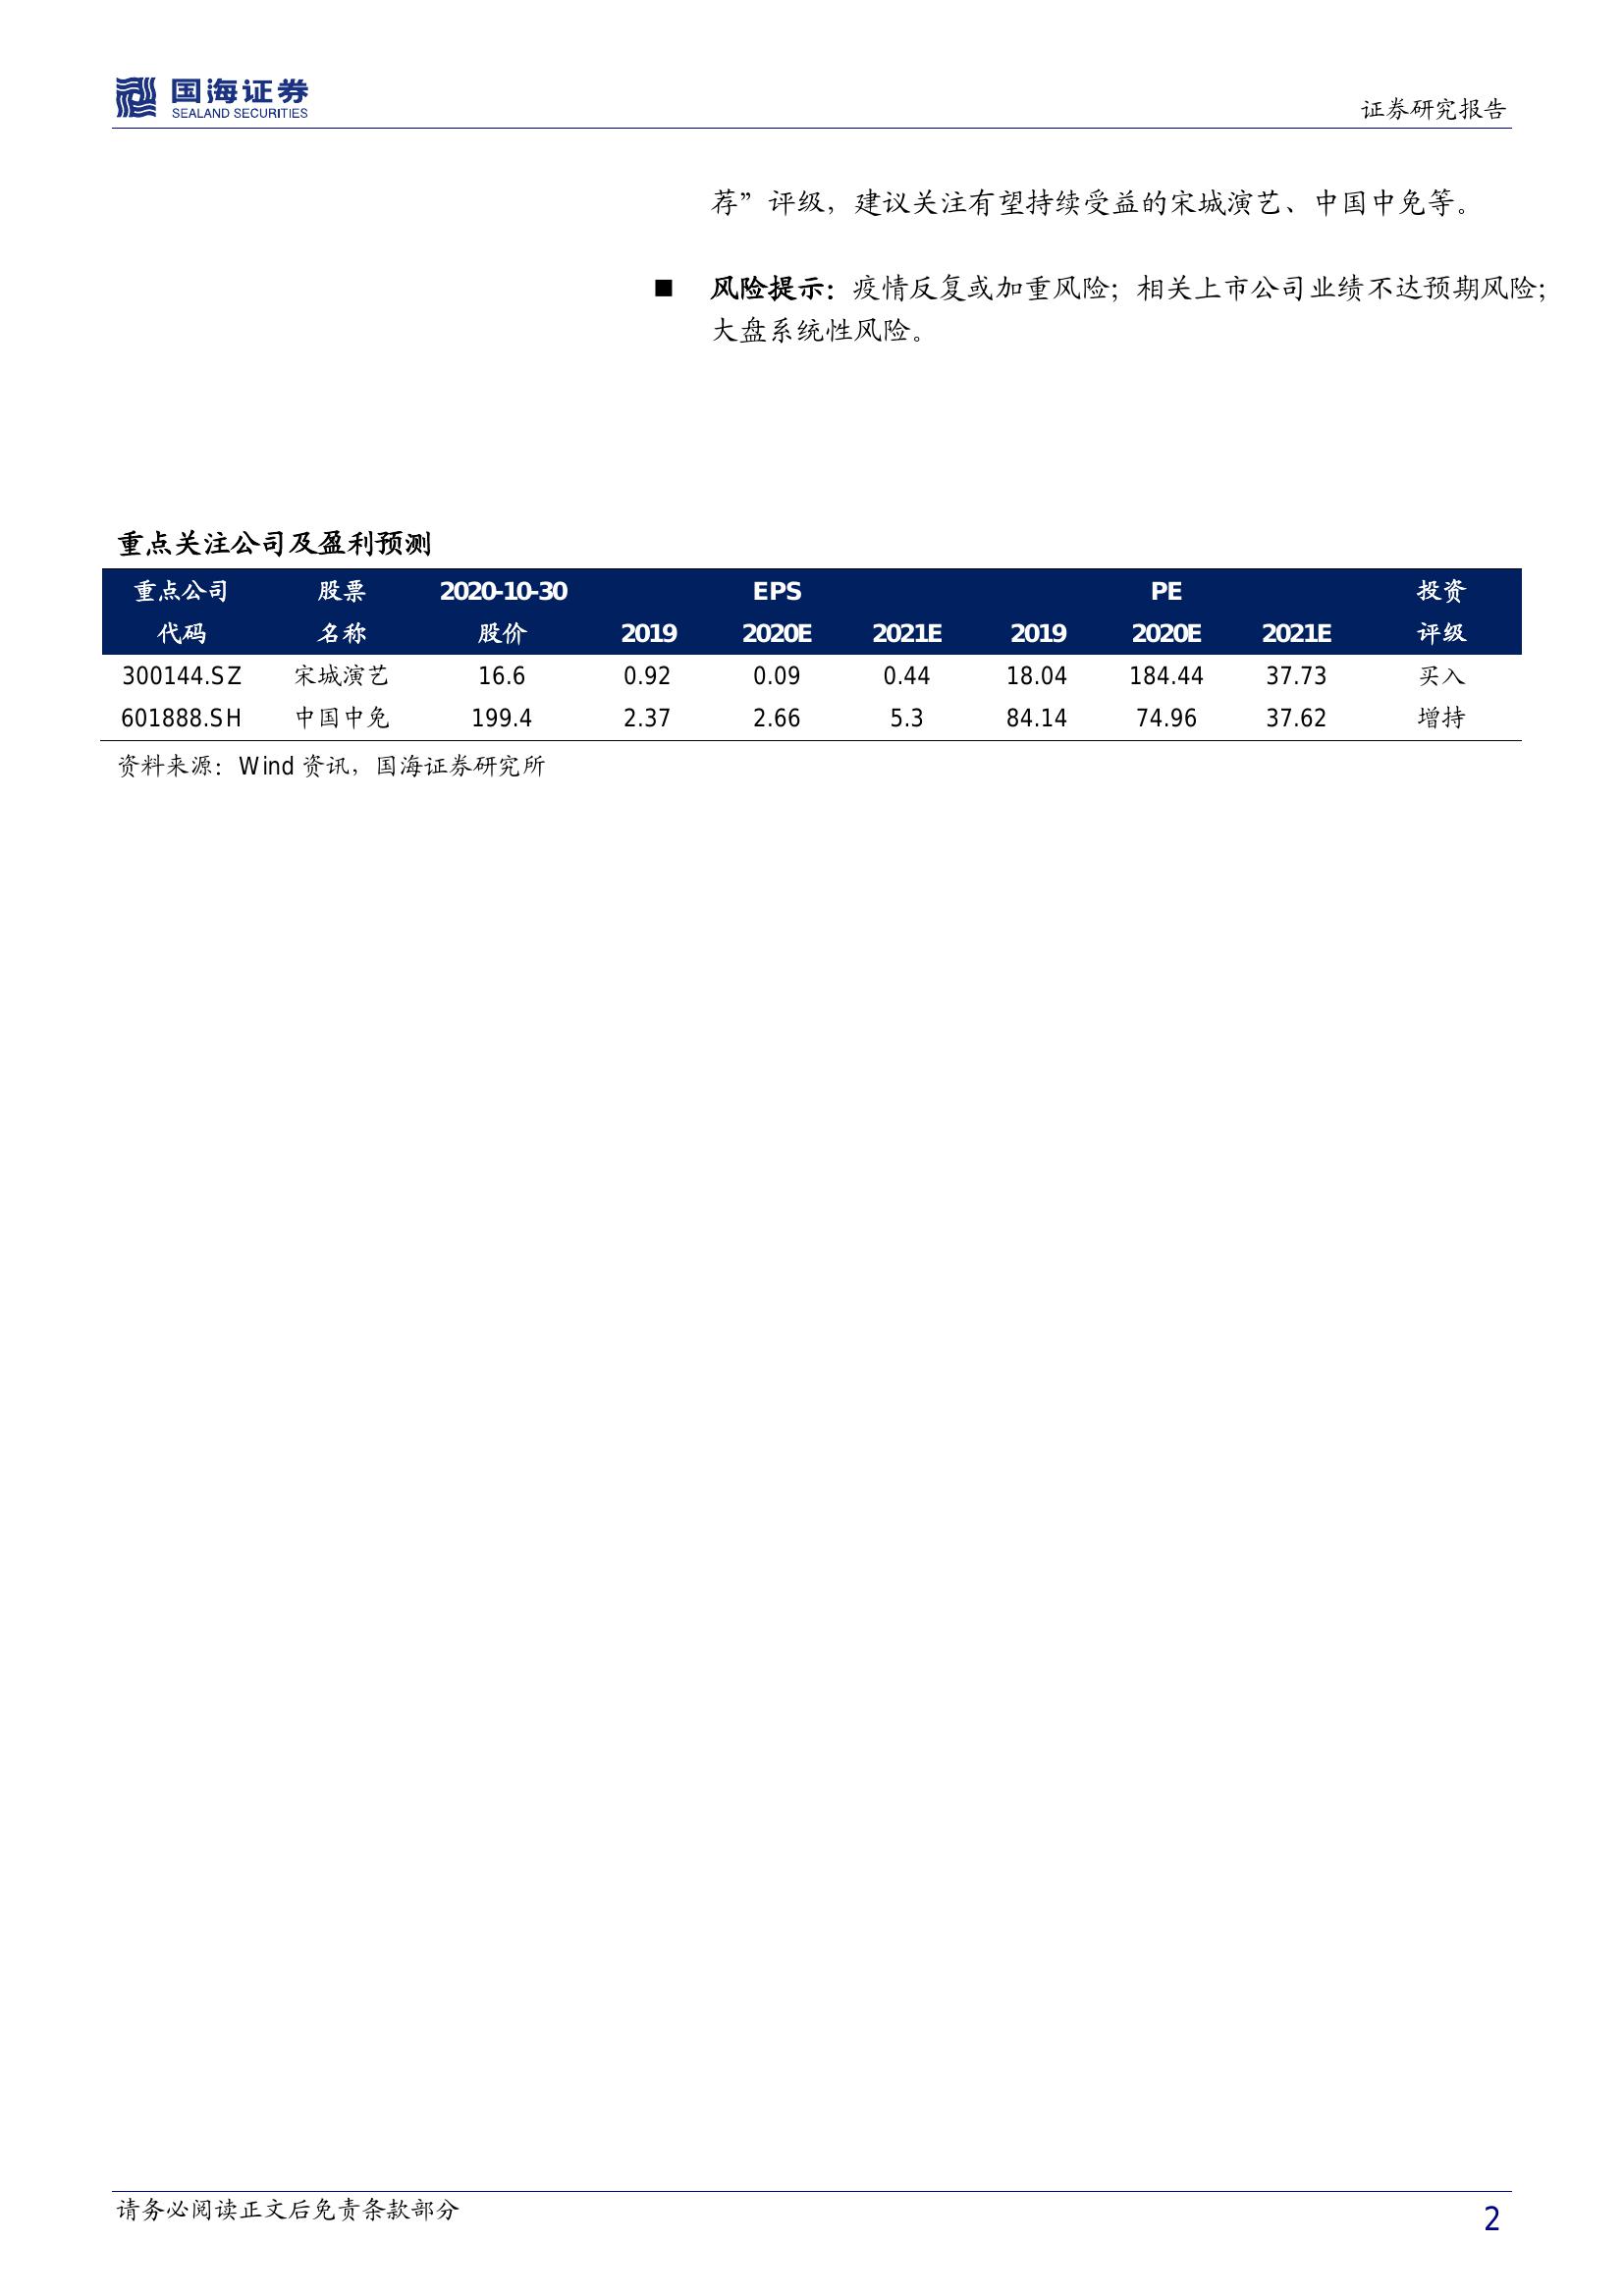 国海证券
SEALAND SECURITIES
证券研究报告
荐”评级，建议关注有望持续受益的宋城演艺、中国中免等。
■ 风险提示：疫情反复或加重风险；相关上市公司业绩不达预期风险；
大盘系统性风险。
重点关注公司及盈利预测
重点公司 股票 2020-10-30 EPS PE 投资
代码 名称 股价 2019 2020E 2021E 2019 2020E 2021E 评级
300144.SZ 宋城演艺 16.6 0.92 0.09 0.44 18.04 184.44 37.73 买入
601888.SH 中国中免 199.4 2.37 2.66 5.3 84.14 74.96 37.62 增持
资料来源：Wind 资讯，国海证券研究所
请务必阅读正文后免责条款部分 2